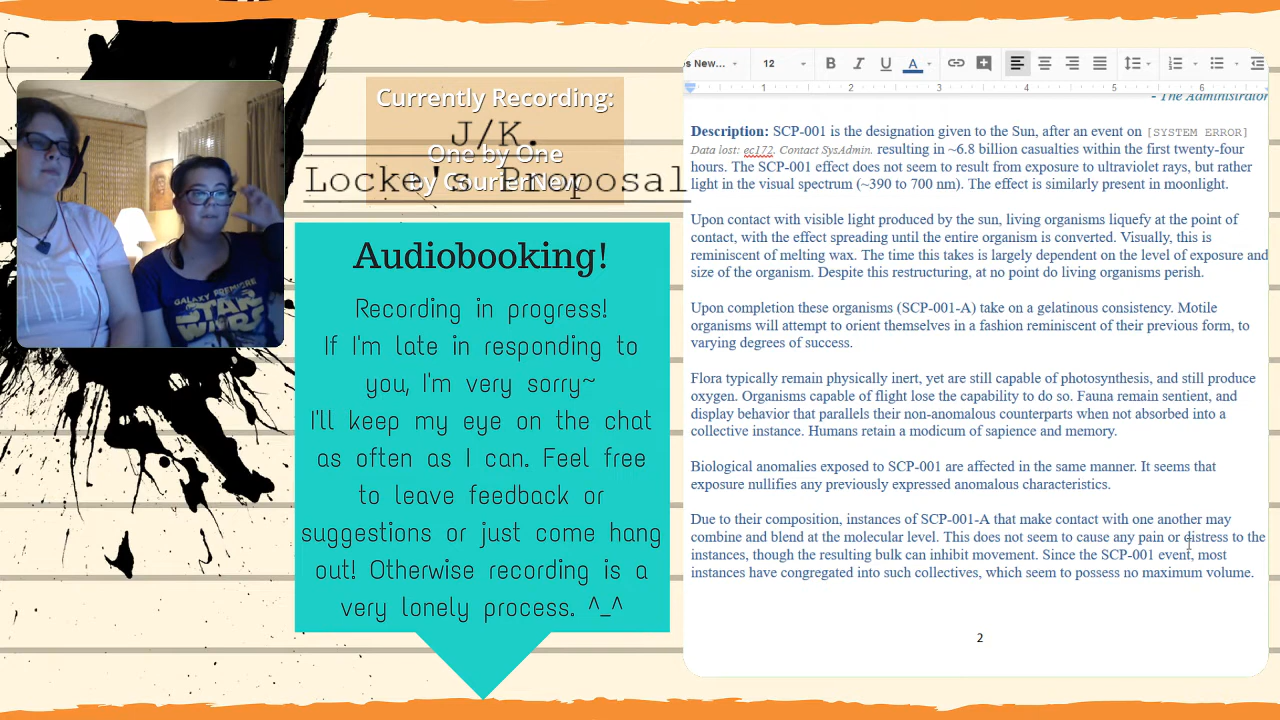 Currently Recording:
J/K.
One by One
Locke's Proposal
by CourierNew
GALAXY PREMIERE
STAR
WARS
Audiobooking!
Recording in progress!
If I'm late in responding to
you, I'm very sorry~
I'll keep my eye on the chat
as often as I can. Feel free
to leave feedback or
suggestions or just come hang
out! Otherwise recording is a
very lonely process. ^_^
s New... 12 B I U A
1 2 3 4 5 6
- The Administrator
Description: SCP-001 is the designation given to the Sun, after an event on [SYSTEM ERROR]
Data lost: ec172. Contact SysAdmin. resulting in ~6.8 billion casualties within the first twenty-four
hours. The SCP-001 effect does not seem to result from exposure to ultraviolet rays, but rather
light in the visual spectrum (~390 to 700 nm). The effect is similarly present in moonlight.
Upon contact with visible light produced by the sun, living organisms liquefy at the point of
contact, with the effect spreading until the entire organism is converted. Visually, this is
reminiscent of melting wax. The time this takes is largely dependent on the level of exposure and
size of the organism. Despite this restructuring, at no point do living organisms perish.
Upon completion these organisms (SCP-001-A) take on a gelatinous consistency. Motile
organisms will attempt to orient themselves in a fashion reminiscent of their previous form, to
varying degrees of success.
Flora typically remain physically inert, yet are still capable of photosynthesis, and still produce
oxygen. Organisms capable of flight lose the capability to do so. Fauna remain sentient, and
display behavior that parallels their non-anomalous counterparts when not absorbed into a
collective instance. Humans retain a modicum of sapience and memory.
Biological anomalies exposed to SCP-001 are affected in the same manner. It seems that
exposure nullifies any previously expressed anomalous characteristics.
Due to their composition, instances of SCP-001-A that make contact with one another may
combine and blend at the molecular level. This does not seem to cause any pain or distress to the
instances, though the resulting bulk can inhibit movement. Since the SCP-001 event, most
instances have congregated into such collectives, which seem to possess no maximum volume.
2